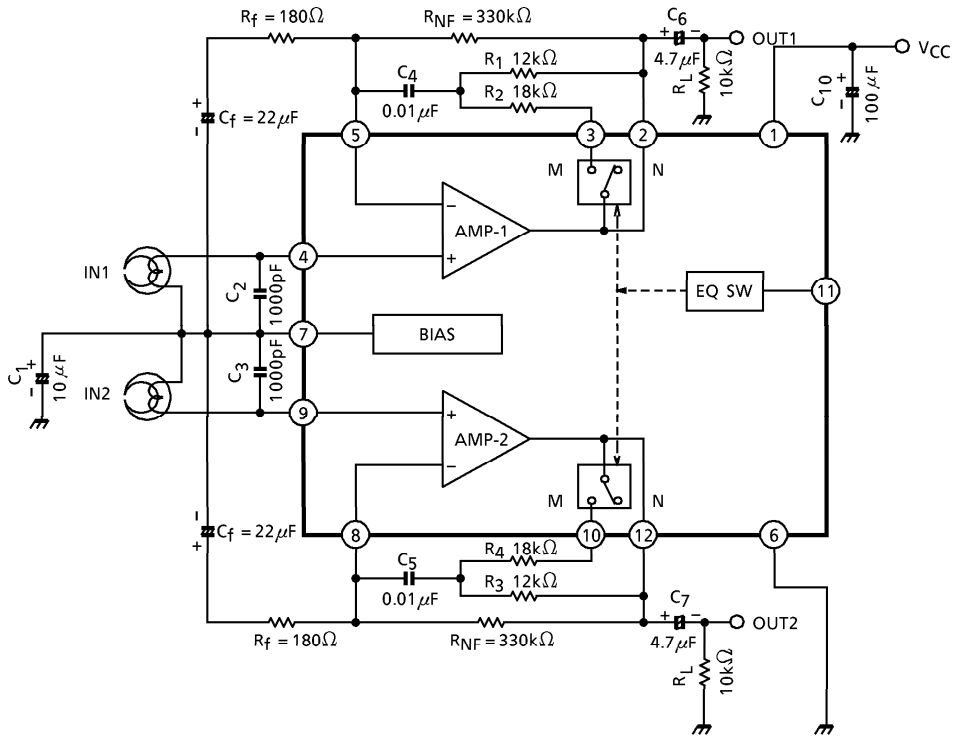 Rf = 180Ω
RNF = 330kΩ
C6
+ −
4.7μF
OUT1
VCC
R1 12kΩ
C4
R2 18kΩ
0.01μF
RL
10kΩ
C10
+
-
100μF
+
-
Cf = 22μF
5
3
2
1
M
N
−
AMP-1
+
4
IN1
C2
1000pF
EQ SW
11
7
BIAS
C1
+
-
10μF
C3
1000pF
IN2
9
+
AMP-2
−
M
N
-
+
Cf = 22μF
8
10
12
6
R4 18kΩ
C5
R3 12kΩ
0.01μF
C7
+ −
4.7μF
OUT2
Rf = 180Ω
RNF = 330kΩ
RL
10kΩ